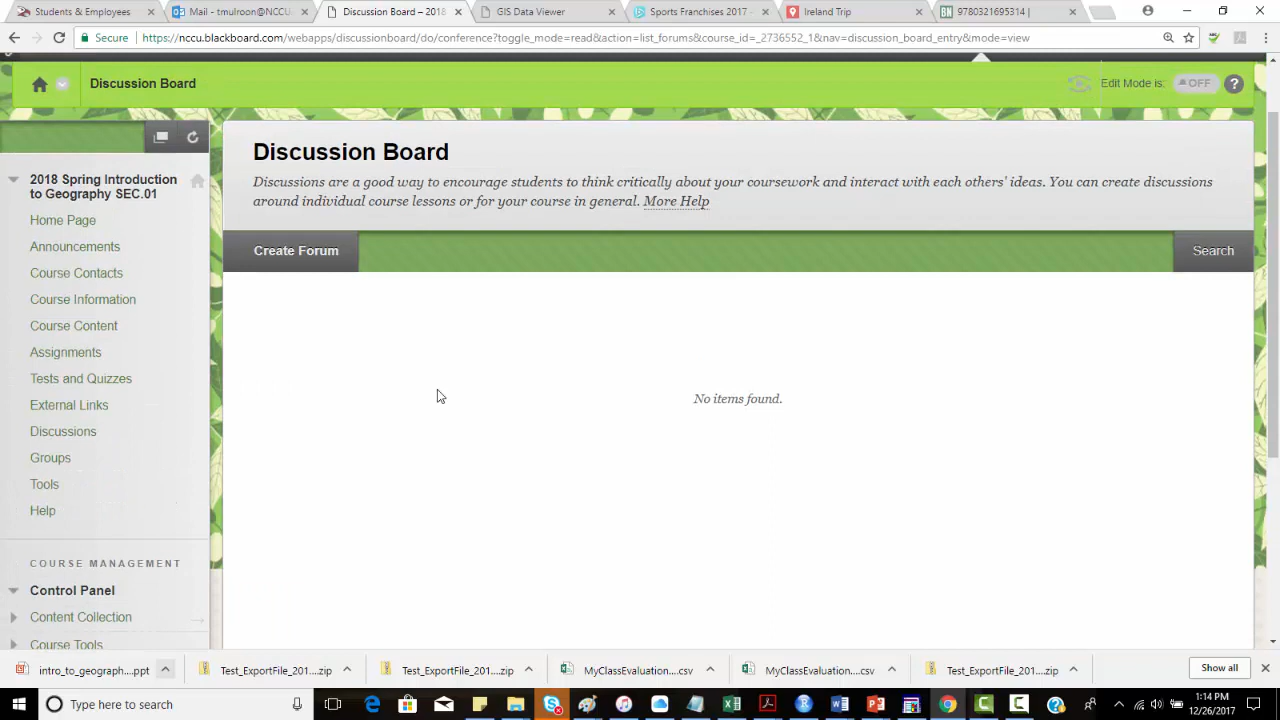 Students & Employees
Mail - tmulroon@NCCU
Discussion Board – 2018
GIS Data Viewer
Sports Franchises 2017 -
Ireland Trip
9780321695314 |
Secure
https://nccu.blackboard.com/webapps/discussionboard/do/conference?toggle_mode=read&action=list_forums&course_id=_2736552_1&nav=discussion_board_entry&mode=view
Discussion Board
Edit Mode is:
OFF
?
Discussion Board
Discussions are a good way to encourage students to think critically about your coursework and interact with each others' ideas. You can create discussions
around individual course lessons or for your course in general. More Help
Create Forum
Search
No items found.
2018 Spring Introduction
to Geography SEC.01
Home Page
Announcements
Course Contacts
Course Information
Course Content
Assignments
Tests and Quizzes
External Links
Discussions
Groups
Tools
Help
COURSE MANAGEMENT
Control Panel
Content Collection
Course Tools
intro_to_geograph....ppt
Test_ExportFile_201....zip
Test_ExportFile_201....zip
MyClassEvaluation....csv
MyClassEvaluation....csv
Test_ExportFile_201....zip
Show all
Type here to search
1:14 PM
12/26/2017